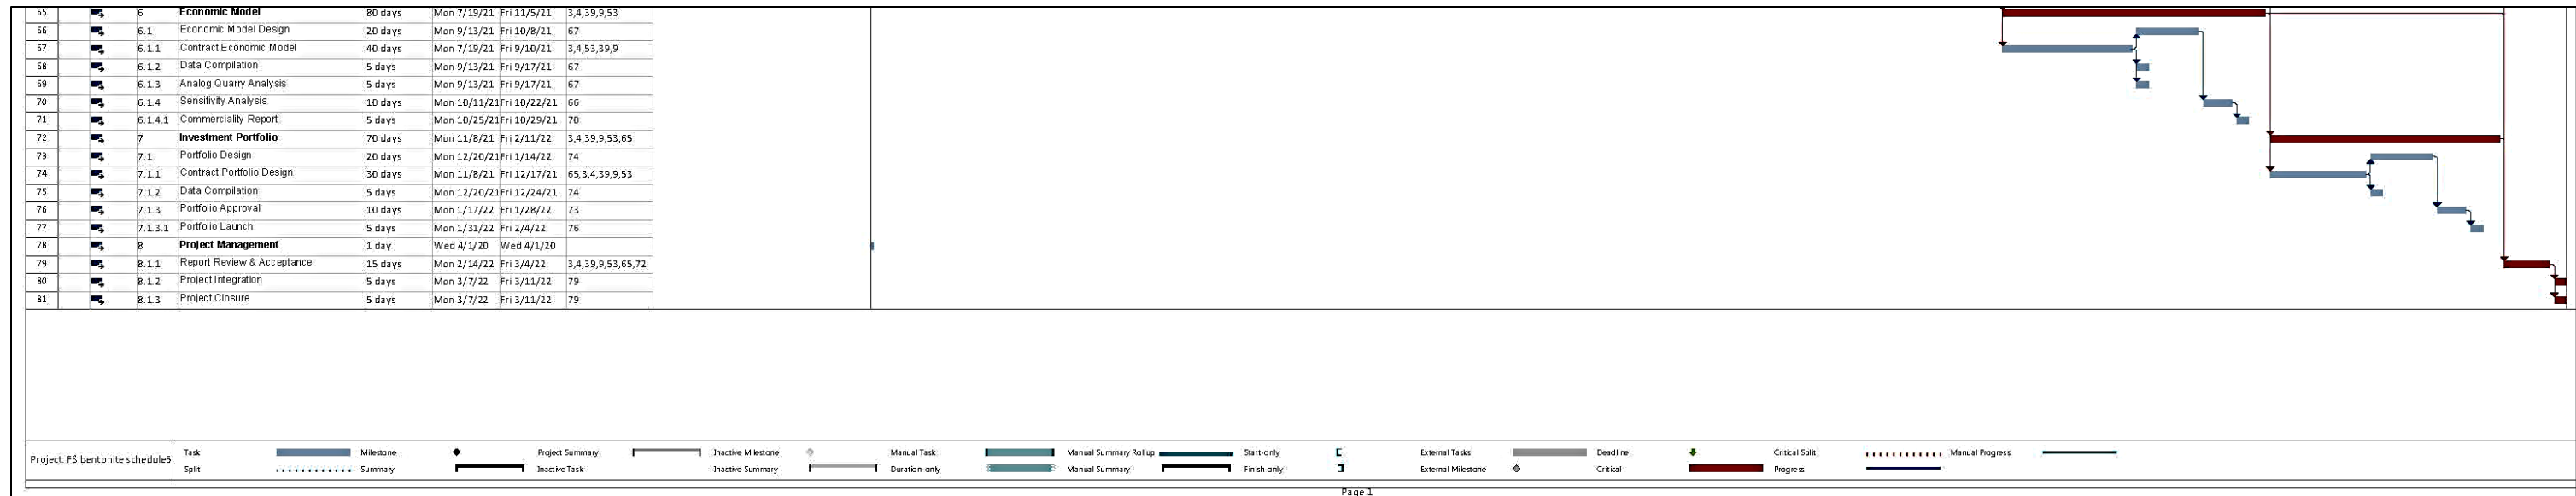 65 6 Economic Model 80 days Mon 7/19/21 Fri 11/5/21 3,4,39,9,53
66 6.1 Economic Model Design 20 days Mon 9/13/21 Fri 10/8/21 67
67 6.1.1 Contract Economic Model 40 days Mon 7/19/21 Fri 9/10/21 3,4,53,39,9
68 6.1.2 Data Compilation 5 days Mon 9/13/21 Fri 9/17/21 67
69 6.1.3 Analog Quarry Analysis 5 days Mon 9/13/21 Fri 9/17/21 67
70 6.1.4 Sensitivity Analysis 10 days Mon 10/11/21 Fri 10/22/21 66
71 6.1.4.1 Commerciality Report 5 days Mon 10/25/21 Fri 10/29/21 70
72 7 Investment Portfolio 70 days Mon 11/8/21 Fri 2/11/22 3,4,39,9,53,65
73 7.1 Portfolio Design 20 days Mon 12/20/21 Fri 1/14/22 74
74 7.1.1 Contract Portfolio Design 30 days Mon 11/8/21 Fri 12/17/21 65,3,4,39,9,53
75 7.1.2 Data Compilation 5 days Mon 12/20/21 Fri 12/24/21 74
76 7.1.3 Portfolio Approval 10 days Mon 1/17/22 Fri 1/28/22 73
77 7.1.3.1 Portfolio Launch 5 days Mon 1/31/22 Fri 2/4/22 76
78 8 Project Management 1 day Wed 4/1/20 Wed 4/1/20
79 8.1.1 Report Review & Acceptance 15 days Mon 2/14/22 Fri 3/4/22 3,4,39,9,53,65,72
80 8.1.2 Project Integration 5 days Mon 3/7/22 Fri 3/11/22 79
81 8.1.3 Project Closure 5 days Mon 3/7/22 Fri 3/11/22 79
Project: FS bentonite schedule5
Task Milestone Project Summary Inactive Milestone Manual Task Manual Summary Rollup Start-only External Tasks Deadline Critical Split Manual Progress
Split Summary Inactive Task Inactive Summary Duration-only Manual Summary Finish-only External Milestone Critical Progress
Page 1